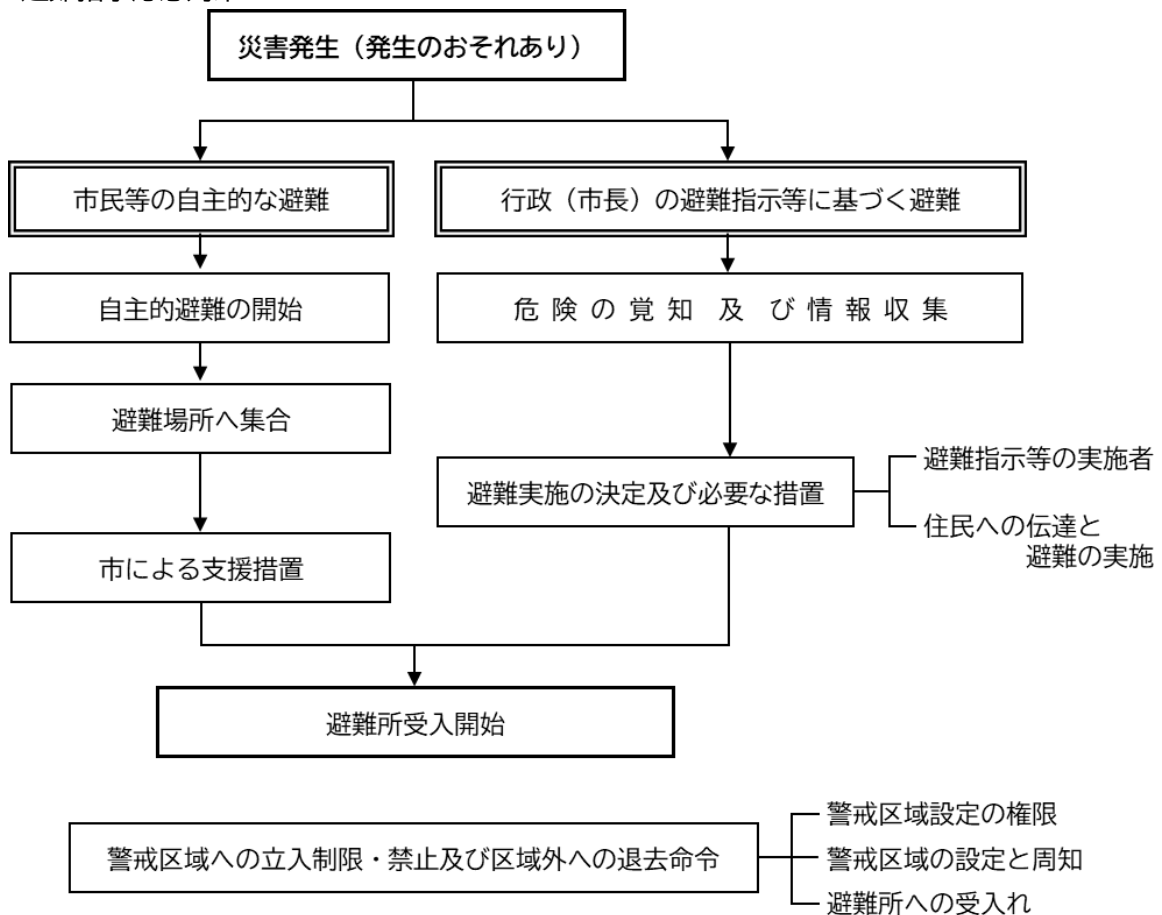 災害発生(発生のおそれあり)
市民等の自主的な避難
行政(市長)の避難指示等に基づく避難
自主的避難の開始
危険の覚知及び情報収集
避難場所へ集合
避難実施の決定及び必要な措置
避難指示等の実施者
住民への伝達と
避難の実施
市による支援措置
避難所受入開始
警戒区域への立入制限・禁止及び区域外への退去命令
警戒区域設定の権限
警戒区域の設定と周知
避難所への受入れ